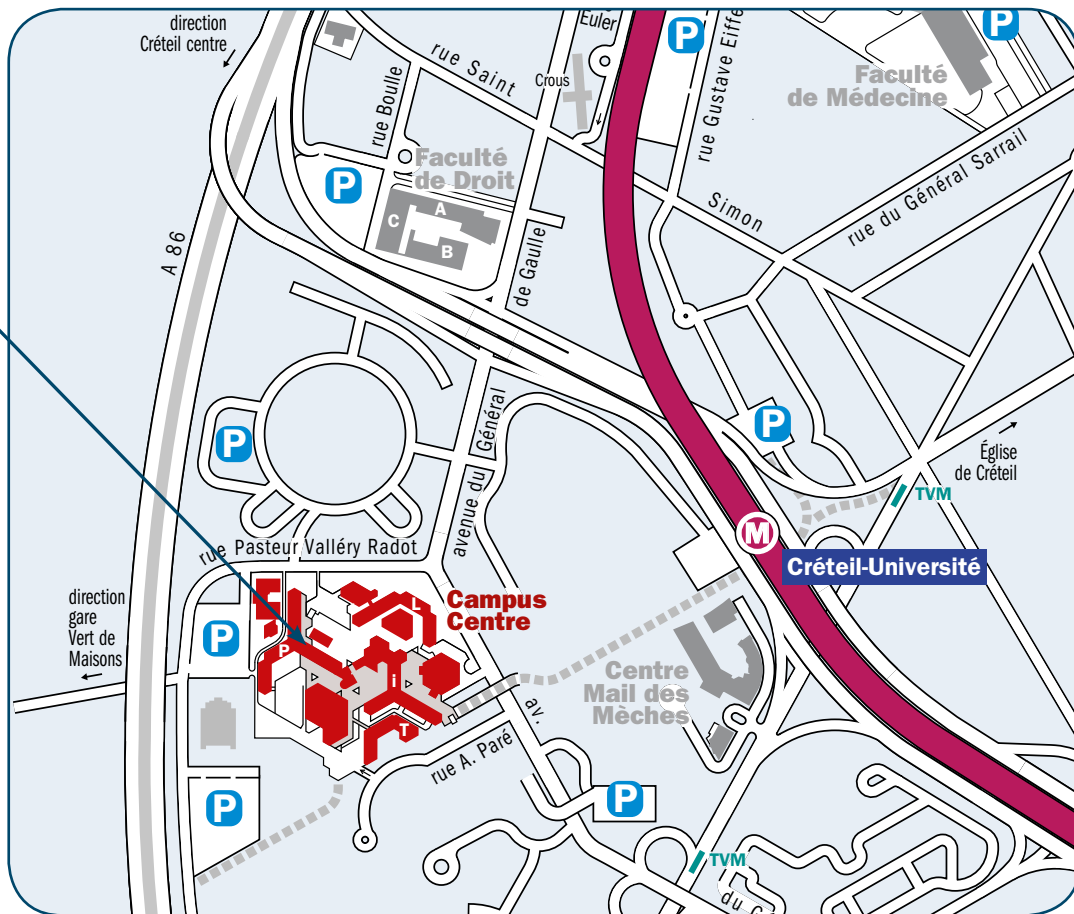 direction
Créteil centre
Euler
P
P
rue Saint
Crous
rue Boulle
rue Gustave Eiffe
Faculté
de Médecine
Faculté
de Droit
P
A
C
B
Simon
rue du Général Sarrail
A 86
de Gaulle
avenue du Général
P
P
Église
de Créteil
TVM
M
Créteil-Université
rue Pasteur Valléry Radot
direction
gare
Vert de
Maisons
P
L
Campus
Centre
P
i
T
Centre
Mail des
Mèches
av.
rue A. Paré
P
P
TVM
du G